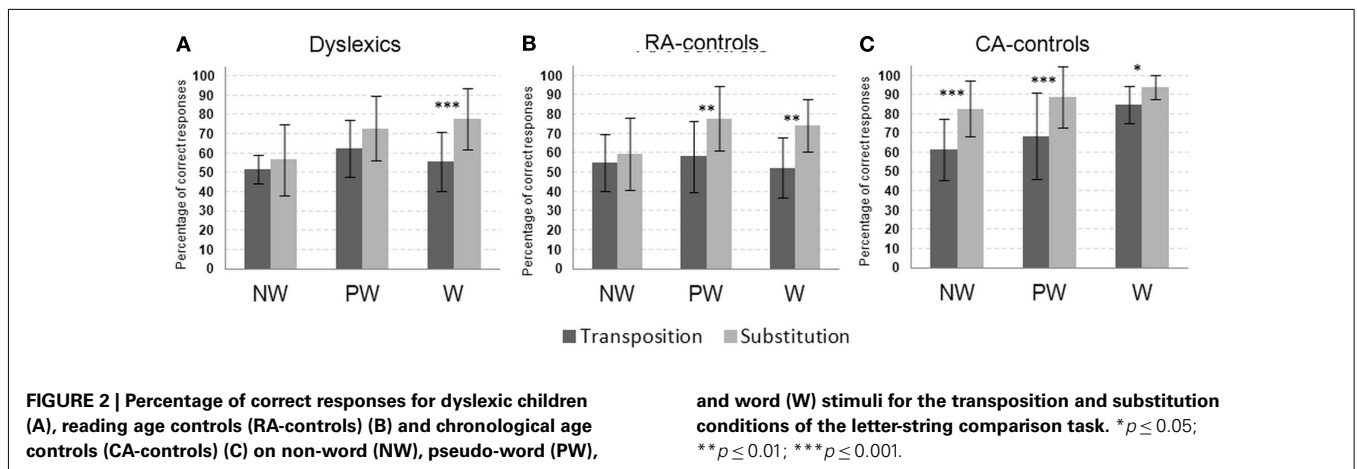 A
Dyslexics
Percentage of correct responses
100
90
80
70
60
50
40
30
20
10
0
***
NW PW W
B
RA-controls
Percentage of correct responses
100
90
80
70
60
50
40
30
20
10
0
** **
NW PW W
C
CA-controls
Percentage of correct responses
100
90
80
70
60
50
40
30
20
10
0
*** *** *
NW PW W
Transposition Substitution
FIGURE 2 | Percentage of correct responses for dyslexic children
(A), reading age controls (RA-controls) (B) and chronological age
controls (CA-controls) (C) on non-word (NW), pseudo-word (PW),
and word (W) stimuli for the transposition and substitution
conditions of the letter-string comparison task. *p ≤ 0.05;
**p ≤ 0.01; ***p ≤ 0.001.